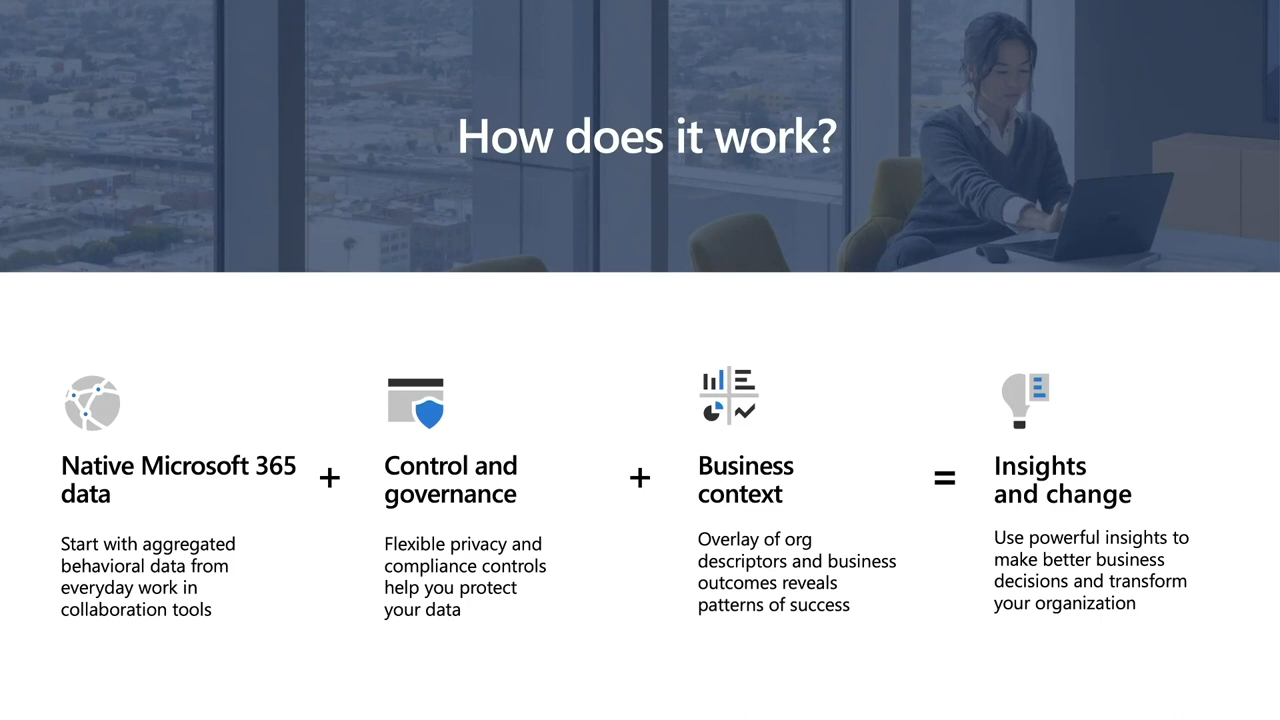 How does it work?
Native Microsoft 365
data
Start with aggregated
behavioral data from
everyday work in
collaboration tools
+
Control and
governance
Flexible privacy and
compliance controls
help you protect
your data
+
Business
context
Overlay of org
descriptors and business
outcomes reveals
patterns of success
=
Insights
and change
Use powerful insights to
make better business
decisions and transform
your organization